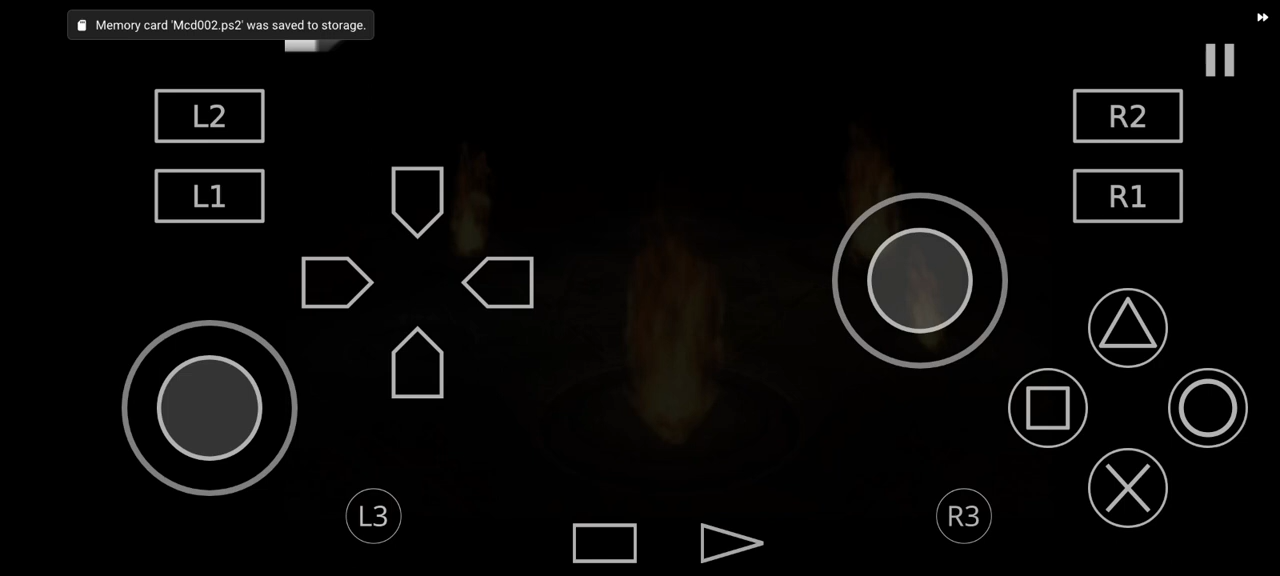 Memory card 'Mcd002.ps2' was saved to storage.
L2
R2
L1
R1
L3
R3